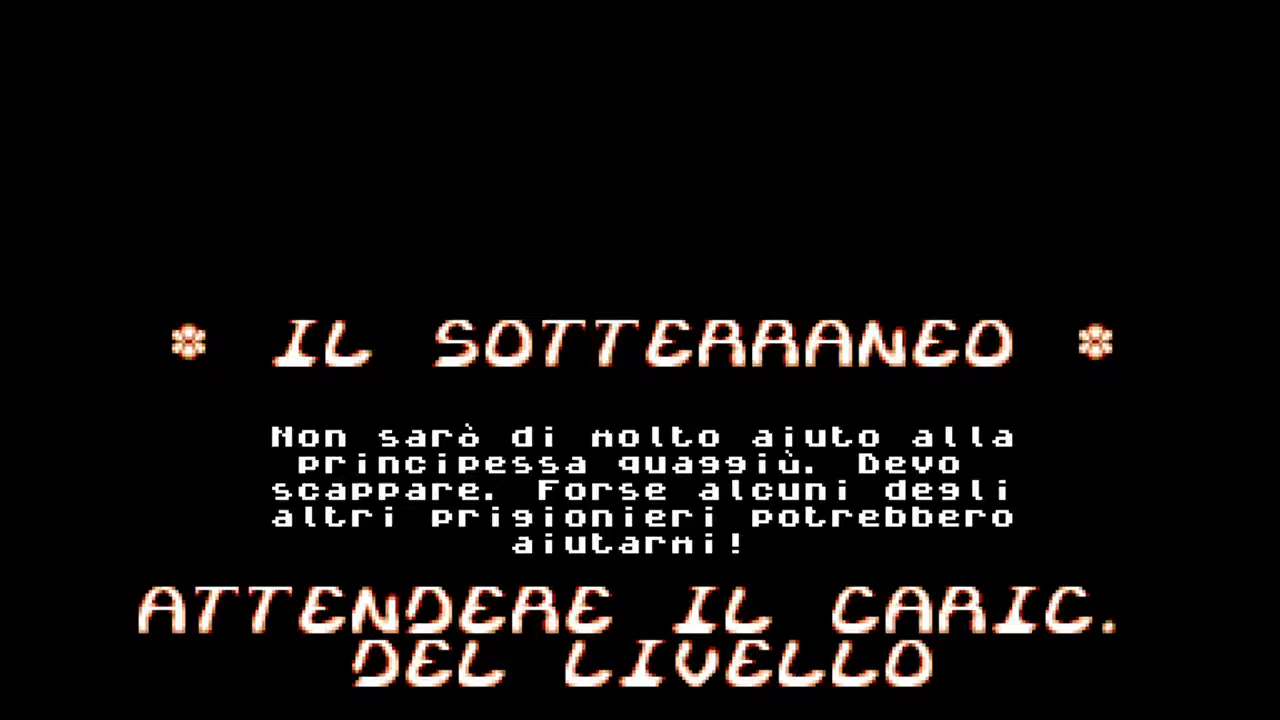 IL SOTTERRANEO
Non sarò di molto aiuto alla
principessa quaggiù. Devo
scappare. Forse alcuni degli
altri prigionieri potrebbero
aiutarmi!
ATTENDERE IL CARIC.
DEL LIVELLO